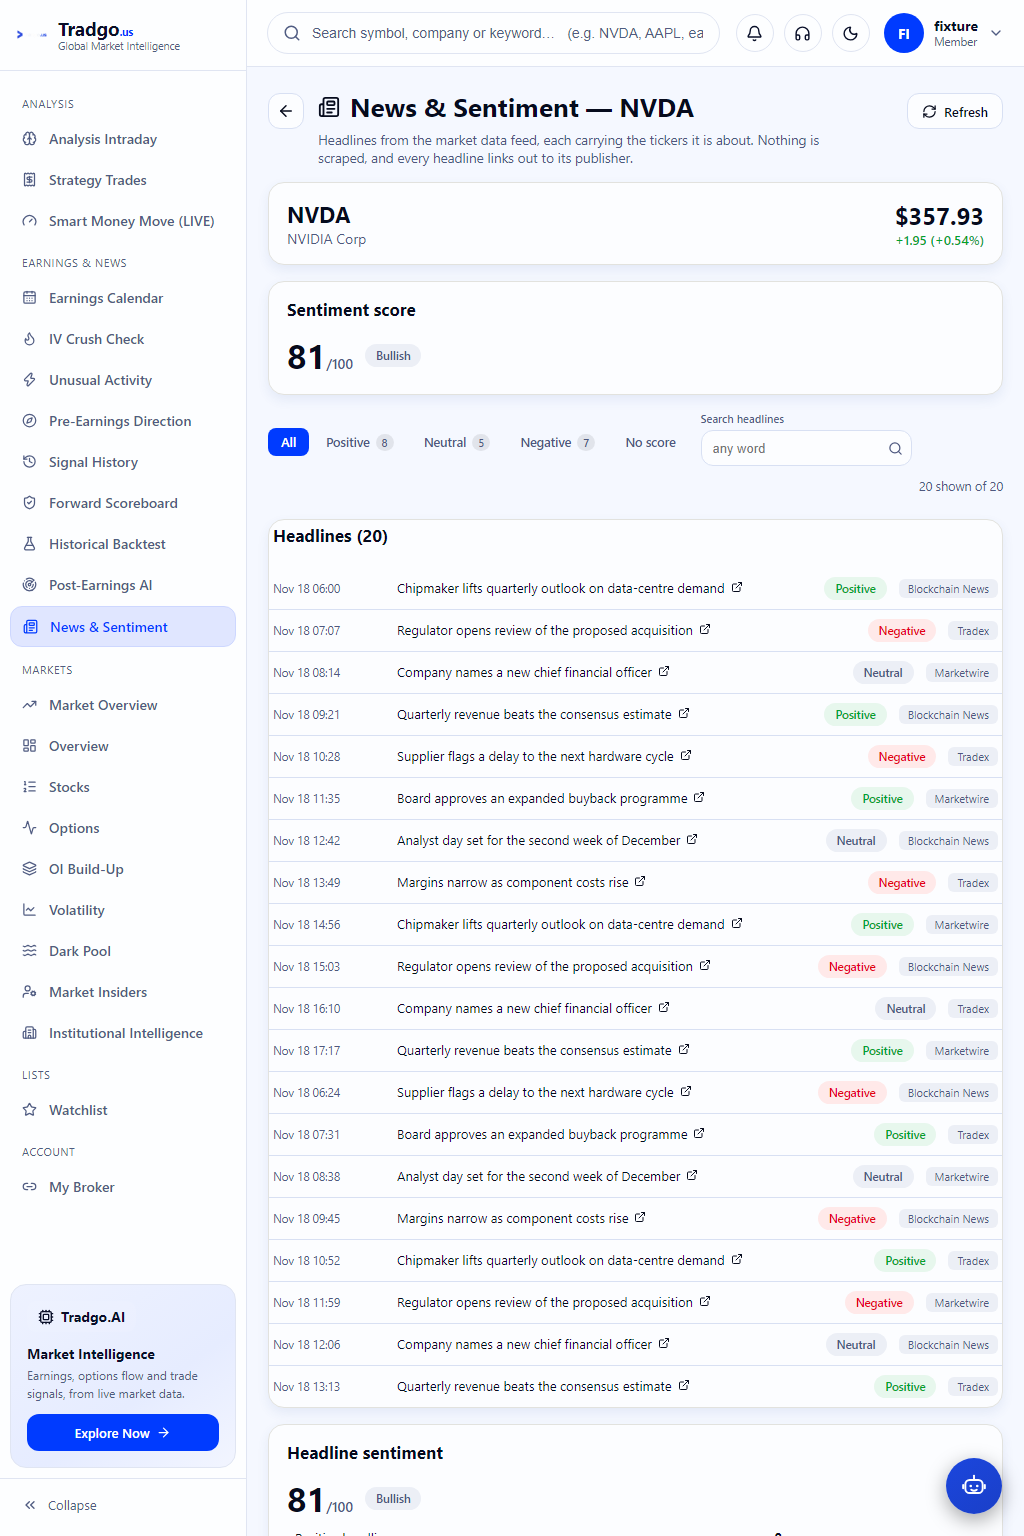 Tradgo.us
Global Market Intelligence
Search symbol, company or keyword... (e.g. NVDA, AAPL, ea
FI
fixture
Member
ANALYSIS
Analysis Intraday
Strategy Trades
Smart Money Move (LIVE)
EARNINGS & NEWS
Earnings Calendar
IV Crush Check
Unusual Activity
Pre-Earnings Direction
Signal History
Forward Scoreboard
Historical Backtest
Post-Earnings AI
News & Sentiment
MARKETS
Market Overview
Overview
Stocks
Options
OI Build-Up
Volatility
Dark Pool
Market Insiders
Institutional Intelligence
LISTS
Watchlist
ACCOUNT
My Broker
Tradgo.AI
Market Intelligence
Earnings, options flow and trade
signals, from live market data.
Explore Now
Collapse
News & Sentiment — NVDA
Headlines from the market data feed, each carrying the tickers it is about. Nothing is
scraped, and every headline links out to its publisher.
Refresh
NVDA
NVIDIA Corp
$357.93
+1.95 (+0.54%)
Sentiment score
81/100 Bullish
All Positive 8 Neutral 5 Negative 7 No score
Search headlines
any word
20 shown of 20
Headlines (20)
Nov 18 06:00 Chipmaker lifts quarterly outlook on data-centre demand Positive Blockchain News
Nov 18 07:07 Regulator opens review of the proposed acquisition Negative Tradex
Nov 18 08:14 Company names a new chief financial officer Neutral Marketwire
Nov 18 09:21 Quarterly revenue beats the consensus estimate Positive Blockchain News
Nov 18 10:28 Supplier flags a delay to the next hardware cycle Negative Tradex
Nov 18 11:35 Board approves an expanded buyback programme Positive Marketwire
Nov 18 12:42 Analyst day set for the second week of December Neutral Blockchain News
Nov 18 13:49 Margins narrow as component costs rise Negative Tradex
Nov 18 14:56 Chipmaker lifts quarterly outlook on data-centre demand Positive Marketwire
Nov 18 15:03 Regulator opens review of the proposed acquisition Negative Blockchain News
Nov 18 16:10 Company names a new chief financial officer Neutral Tradex
Nov 18 17:17 Quarterly revenue beats the consensus estimate Positive Marketwire
Nov 18 06:24 Supplier flags a delay to the next hardware cycle Negative Blockchain News
Nov 18 07:31 Board approves an expanded buyback programme Positive Tradex
Nov 18 08:38 Analyst day set for the second week of December Neutral Marketwire
Nov 18 09:45 Margins narrow as component costs rise Negative Blockchain News
Nov 18 10:52 Chipmaker lifts quarterly outlook on data-centre demand Positive Tradex
Nov 18 11:59 Regulator opens review of the proposed acquisition Negative Marketwire
Nov 18 12:06 Company names a new chief financial officer Neutral Blockchain News
Nov 18 13:13 Quarterly revenue beats the consensus estimate Positive Tradex
Headline sentiment
81/100 Bullish